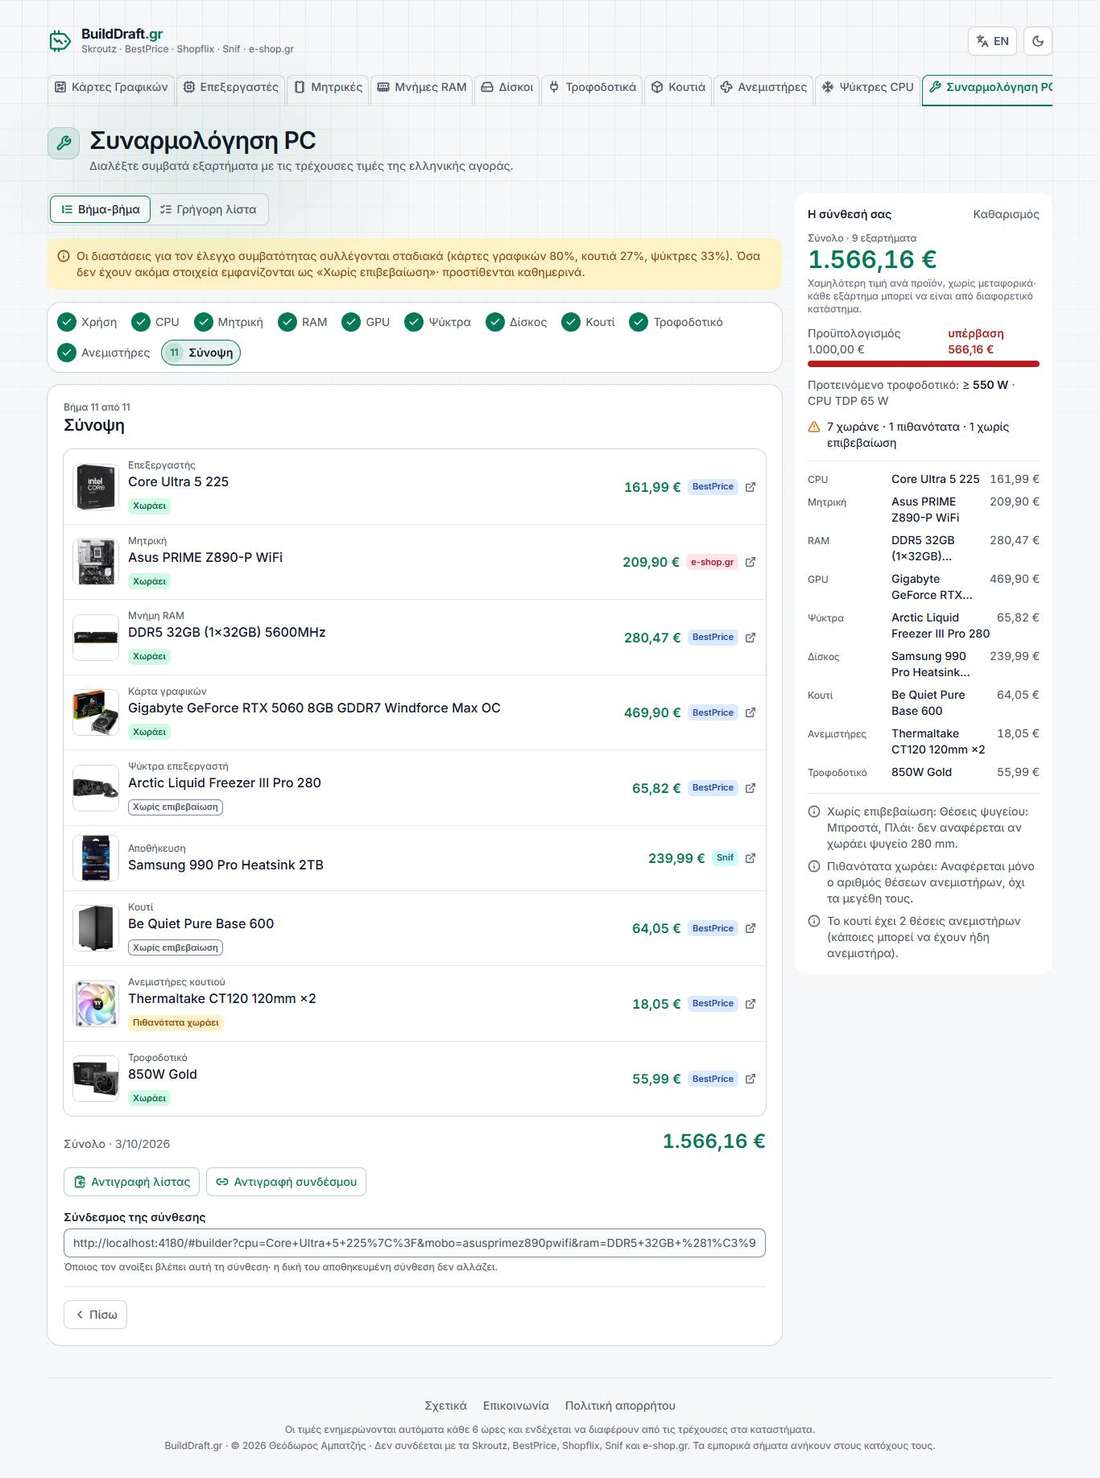 BuildDraft.gr
Skroutz · BestPrice · Shopflix · Snif · e-shop.gr
EN
Κάρτες Γραφικών
Επεξεργαστές
Μητρικές
Μνήμες RAM
Δίσκοι
Τροφοδοτικά
Κουτιά
Ανεμιστήρες
Ψύκτρες CPU
Συναρμολόγηση PC
Συναρμολόγηση PC
Διαλέξτε συμβατά εξαρτήματα με τις τρέχουσες τιμές της ελληνικής αγοράς.
Βήμα-βήμα
Γρήγορη λίστα
Οι διαστάσεις για τον έλεγχο συμβατότητας συλλέγονται σταδιακά (κάρτες γραφικών 80%, κουτιά 27%, ψύκτρες 33%). Όσα
δεν έχουν ακόμα στοιχεία εμφανίζονται ως «Χωρίς επιβεβαίωση»· προστίθενται καθημερινά.
Χρήση
CPU
Μητρική
RAM
GPU
Ψύκτρα
Δίσκος
Κουτί
Τροφοδοτικό
Ανεμιστήρες
11 Σύνοψη
Βήμα 11 από 11
Σύνοψη
Επεξεργαστής
Core Ultra 5 225
Χωράει
161,99 € BestPrice
Μητρική
Asus PRIME Z890-P WiFi
Χωράει
209,90 € e-shop.gr
Μνήμη RAM
DDR5 32GB (1×32GB) 5600MHz
Χωράει
280,47 € BestPrice
Κάρτα γραφικών
Gigabyte GeForce RTX 5060 8GB GDDR7 Windforce Max OC
Χωράει
469,90 € BestPrice
Ψύκτρα επεξεργαστή
Arctic Liquid Freezer III Pro 280
Χωρίς επιβεβαίωση
65,82 € BestPrice
Αποθήκευση
Samsung 990 Pro Heatsink 2TB
239,99 € Snif
Κουτί
Be Quiet Pure Base 600
Χωρίς επιβεβαίωση
64,05 € BestPrice
Ανεμιστήρες κουτιού
Thermaltake CT120 120mm ×2
Πιθανότατα χωράει
18,05 € BestPrice
Τροφοδοτικό
850W Gold
Χωράει
55,99 € BestPrice
Σύνολο · 3/10/2026
1.566,16 €
Αντιγραφή λίστας
Αντιγραφή συνδέσμου
Σύνδεσμος της σύνθεσης
http://localhost:4180/#builder?cpu=Core+Ultra+5+225%7C%3F&mobo=asusprimez890pwifi&ram=DDR5+32GB+%281%C3%9
Όποιος τον ανοίξει βλέπει αυτή τη σύνθεση· η δική του αποθηκευμένη σύνθεση δεν αλλάζει.
Πίσω
Η σύνθεσή σας
Καθαρισμός
Σύνολο · 9 εξαρτήματα
1.566,16 €
Χαμηλότερη τιμή ανά προϊόν, χωρίς μεταφορικά·
κάθε εξάρτημα μπορεί να είναι από διαφορετικό
κατάστημα.
Προϋπολογισμός υπέρβαση
1.000,00 € 566,16 €
Προτεινόμενο τροφοδοτικό: ≥ 550 W ·
CPU TDP 65 W
7 χωράνε · 1 πιθανότατα · 1 χωρίς
επιβεβαίωση
CPU Core Ultra 5 225 161,99 €
Μητρική Asus PRIME 209,90 €
Z890-P WiFi
RAM DDR5 32GB 280,47 €
(1×32GB)...
GPU Gigabyte 469,90 €
GeForce RTX...
Ψύκτρα Arctic Liquid 65,82 €
Freezer III Pro 280
Δίσκος Samsung 990 239,99 €
Pro Heatsink...
Κουτί Be Quiet Pure 64,05 €
Base 600
Ανεμιστήρες Thermaltake 18,05 €
CT120 120mm ×2
Τροφοδοτικό 850W Gold 55,99 €
Χωρίς επιβεβαίωση: Θέσεις ψυγείου:
Μπροστά, Πλάι· δεν αναφέρεται αν
χωράει ψυγείο 280 mm.
Πιθανότατα χωράει: Αναφέρεται μόνο
ο αριθμός θέσεων ανεμιστήρων, όχι
τα μεγέθη τους.
Το κουτί έχει 2 θέσεις ανεμιστήρων
(κάποιες μπορεί να έχουν ήδη
ανεμιστήρα).
Σχετικά
Επικοινωνία
Πολιτική απορρήτου
Οι τιμές ενημερώνονται αυτόματα κάθε 6 ώρες και ενδέχεται να διαφέρουν από τις τρέχουσες στα καταστήματα.
BuildDraft.gr · © 2026 Θεόδωρος Αμπατζής · Δεν συνδέεται με τα Skroutz, BestPrice, Shopflix, Snif και e-shop.gr. Τα εμπορικά σήματα ανήκουν στους κατόχους τους.